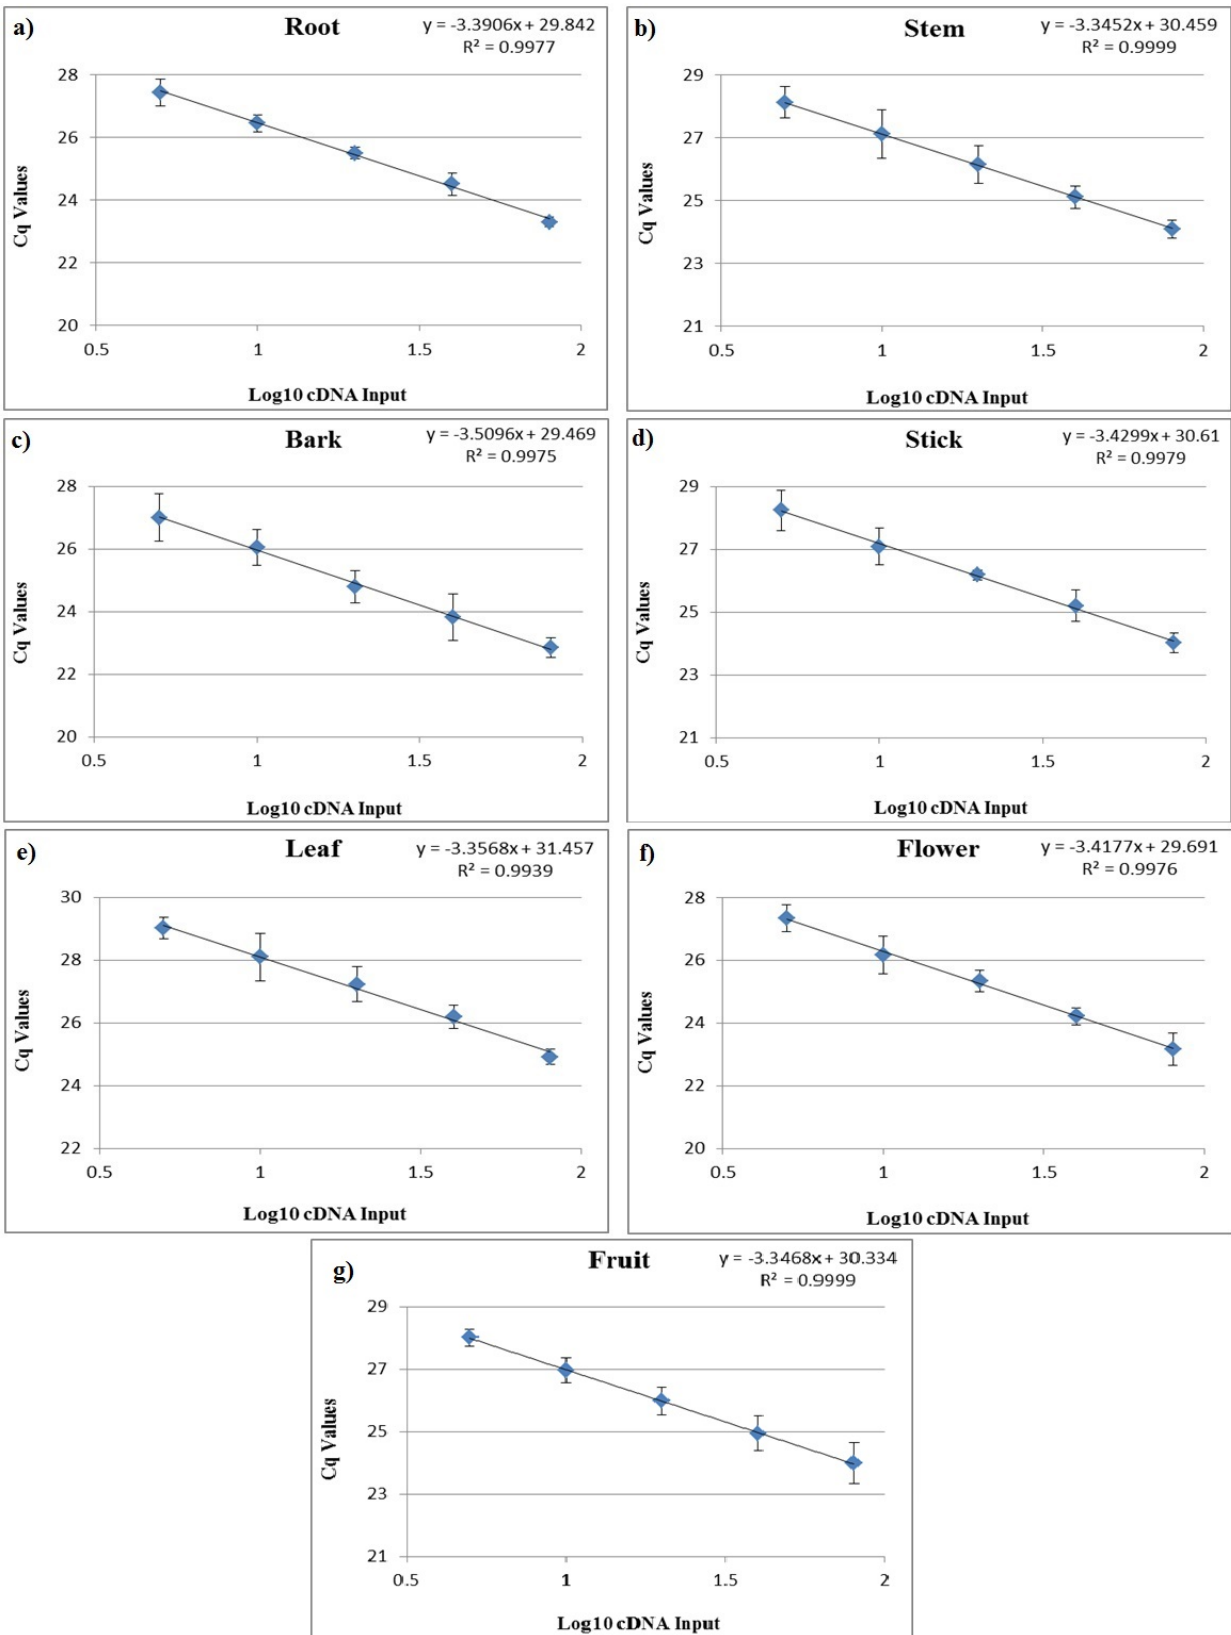 a)
Root
y = -3.3906x + 29.842
R² = 0.9977
28
26
24
22
20
Cq Values
0.5 1 1.5 2
Log10 cDNA Input
b)
Stem
y = -3.3452x + 30.459
R² = 0.9999
29
27
25
23
21
Cq Values
0.5 1 1.5 2
Log10 cDNA Input
c)
Bark
y = -3.5096x + 29.469
R² = 0.9975
28
26
24
22
20
Cq Values
0.5 1 1.5 2
Log10 cDNA Input
d)
Stick
y = -3.4299x + 30.61
R² = 0.9979
29
27
25
23
21
Cq Values
0.5 1 1.5 2
Log10 cDNA Input
e)
Leaf
y = -3.3568x + 31.457
R² = 0.9939
30
28
26
24
22
Cq Values
0.5 1 1.5 2
Log10 cDNA Input
f)
Flower
y = -3.4177x + 29.691
R² = 0.9976
28
26
24
22
20
Cq Values
0.5 1 1.5 2
Log10 cDNA Input
g)
Fruit
y = -3.3468x + 30.334
R² = 0.9999
29
27
25
23
21
Cq Values
0.5 1 1.5 2
Log10 cDNA Input